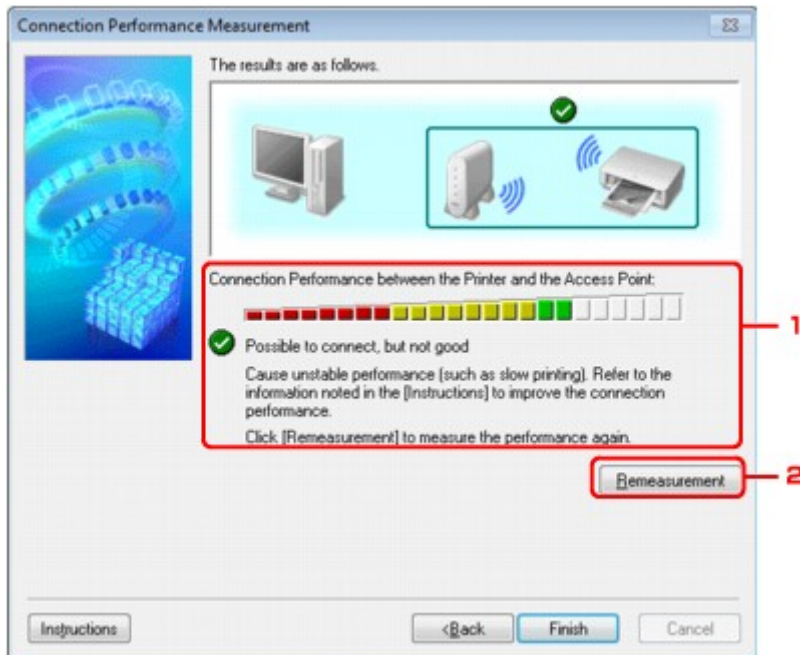 Connection Performance Measurement
The results are as follows.
Connection Performance between the Printer and the Access Point:
1
Possible to connect, but not good
Cause unstable performance (such as slow printing). Refer to the
information noted in the [Instructions] to improve the connection
performance.
Click [Remeasurement] to measure the performance again.
Remeasurement
2
Instructions
<Back
Finish
Cancel